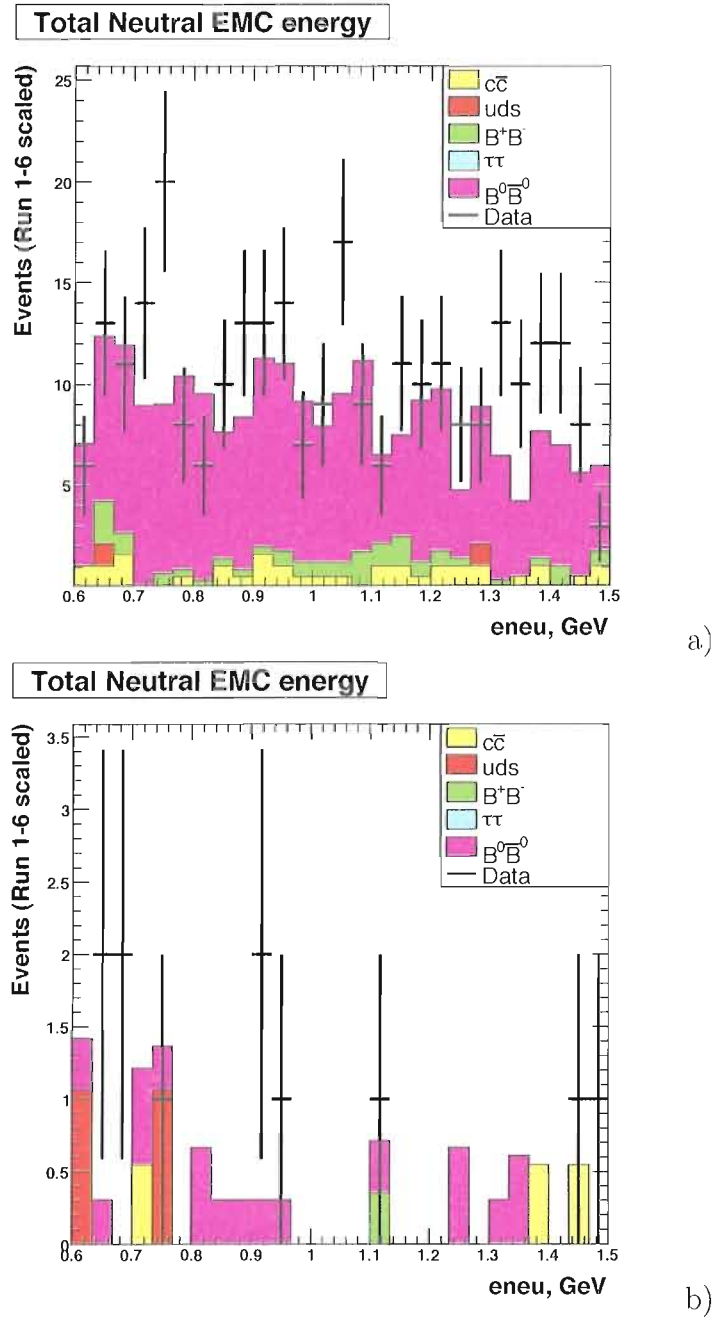 Total Neutral EMC energy
Events (Run 1-6 scaled)
25
20
15
10
5
cc̅
uds
B⁺B⁻
ττ
B⁰B̅⁰
Data
0.6 0.7 0.8 0.9 1 1.1 1.2 1.3 1.4 1.5
eneu, GeV
a)
Total Neutral EMC energy
Events (Run 1-6 scaled)
3.5
3
2.5
2
1.5
1
0.5
0
cc̅
uds
B⁺B⁻
ττ
B⁰B̅⁰
Data
0.6 0.7 0.8 0.9 1 1.1 1.2 1.3 1.4 1.5
eneu, GeV
b)